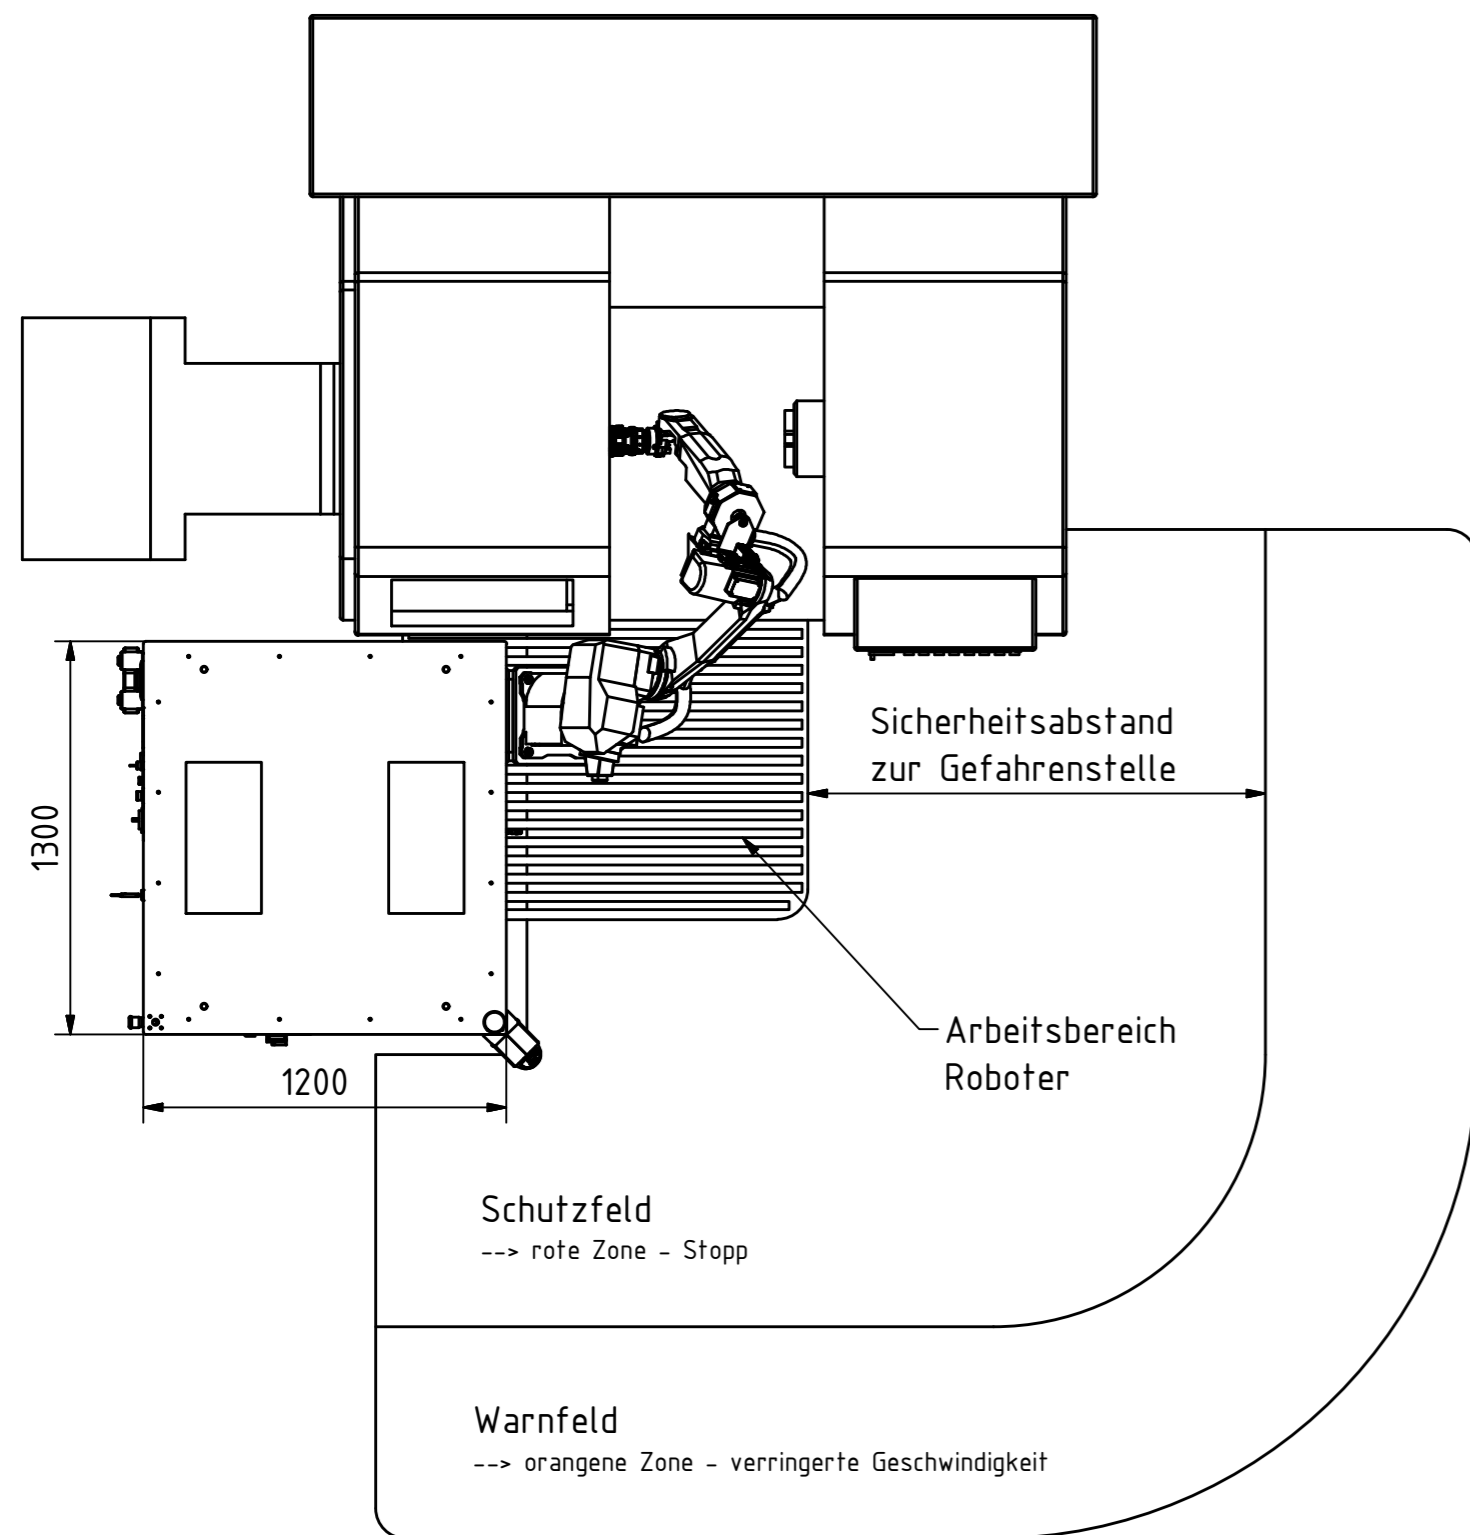 Sicherheitsabstand
zur Gefahrenstelle
1300
Arbeitsbereich
Roboter
1200
Schutzfeld
--> rote Zone - Stopp
Warnfeld
--> orangene Zone - verringerte Geschwindigkeit